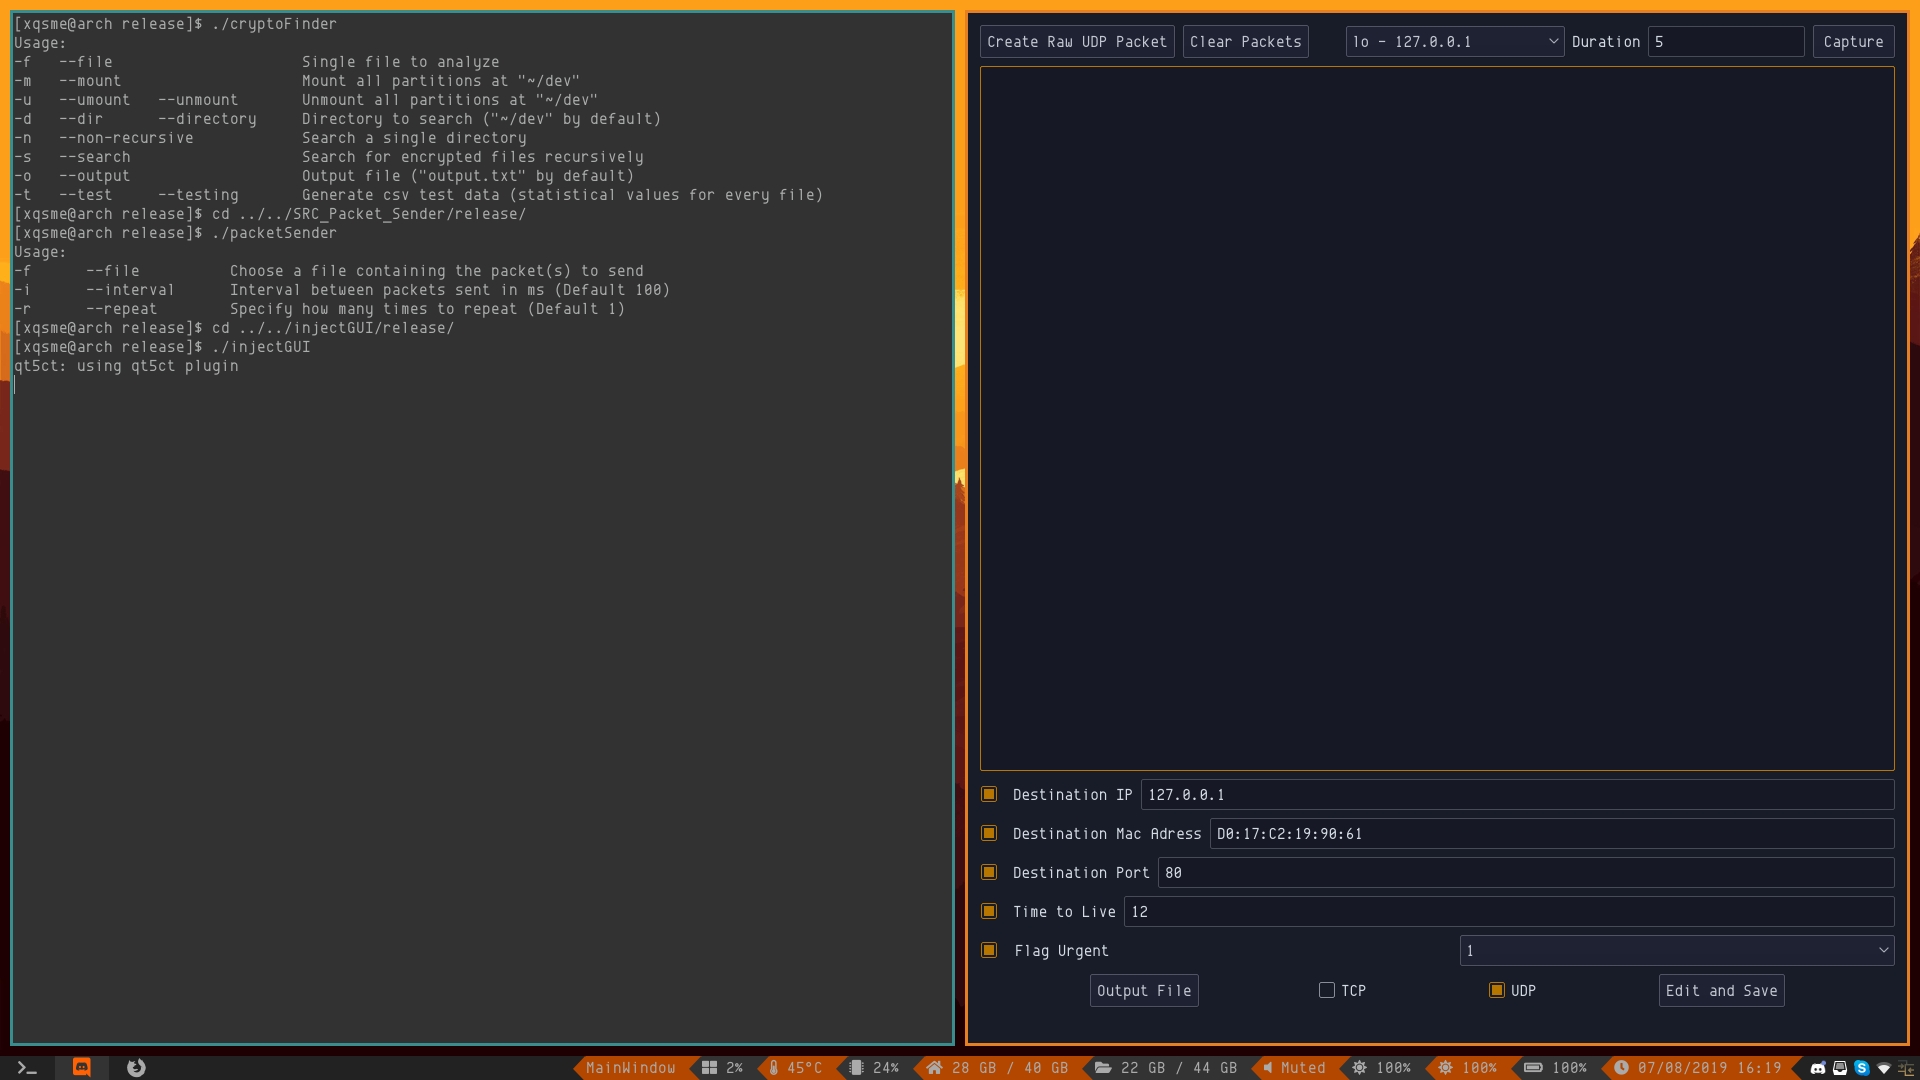 [xqsme@arch release]$ ./cryptoFinder
Usage:
-f   --file                     Single file to analyze
-m   --mount                    Mount all partitions at "~/dev"
-u   --umount   --unmount       Unmount all partitions at "~/dev"
-d   --dir      --directory     Directory to search ("~/dev" by default)
-n   --non-recursive            Search a single directory
-s   --search                   Search for encrypted files recursively
-o   --output                   Output file ("output.txt" by default)
-t   --test     --testing       Generate csv test data (statistical values for every file)
[xqsme@arch release]$ cd ../../SRC_Packet_Sender/release/
[xqsme@arch release]$ ./packetSender
Usage:
-f      --file          Choose a file containing the packet(s) to send
-i      --interval      Interval between packets sent in ms (Default 100)
-r      --repeat        Specify how many times to repeat (Default 1)
[xqsme@arch release]$ cd ../../injectGUI/release/
[xqsme@arch release]$ ./injectGUI
qt5ct: using qt5ct plugin
Create Raw UDP Packet Clear Packets lo - 127.0.0.1 Duration 5 Capture
Destination IP 127.0.0.1
Destination Mac Adress D0:17:C2:19:90:61
Destination Port 80
Time to Live 12
Flag Urgent 1
Output File TCP UDP Edit and Save
MainWindow 2% 45°C 24% 28 GB / 40 GB 22 GB / 44 GB Muted 100% 100% 100% 07/08/2019 16:19